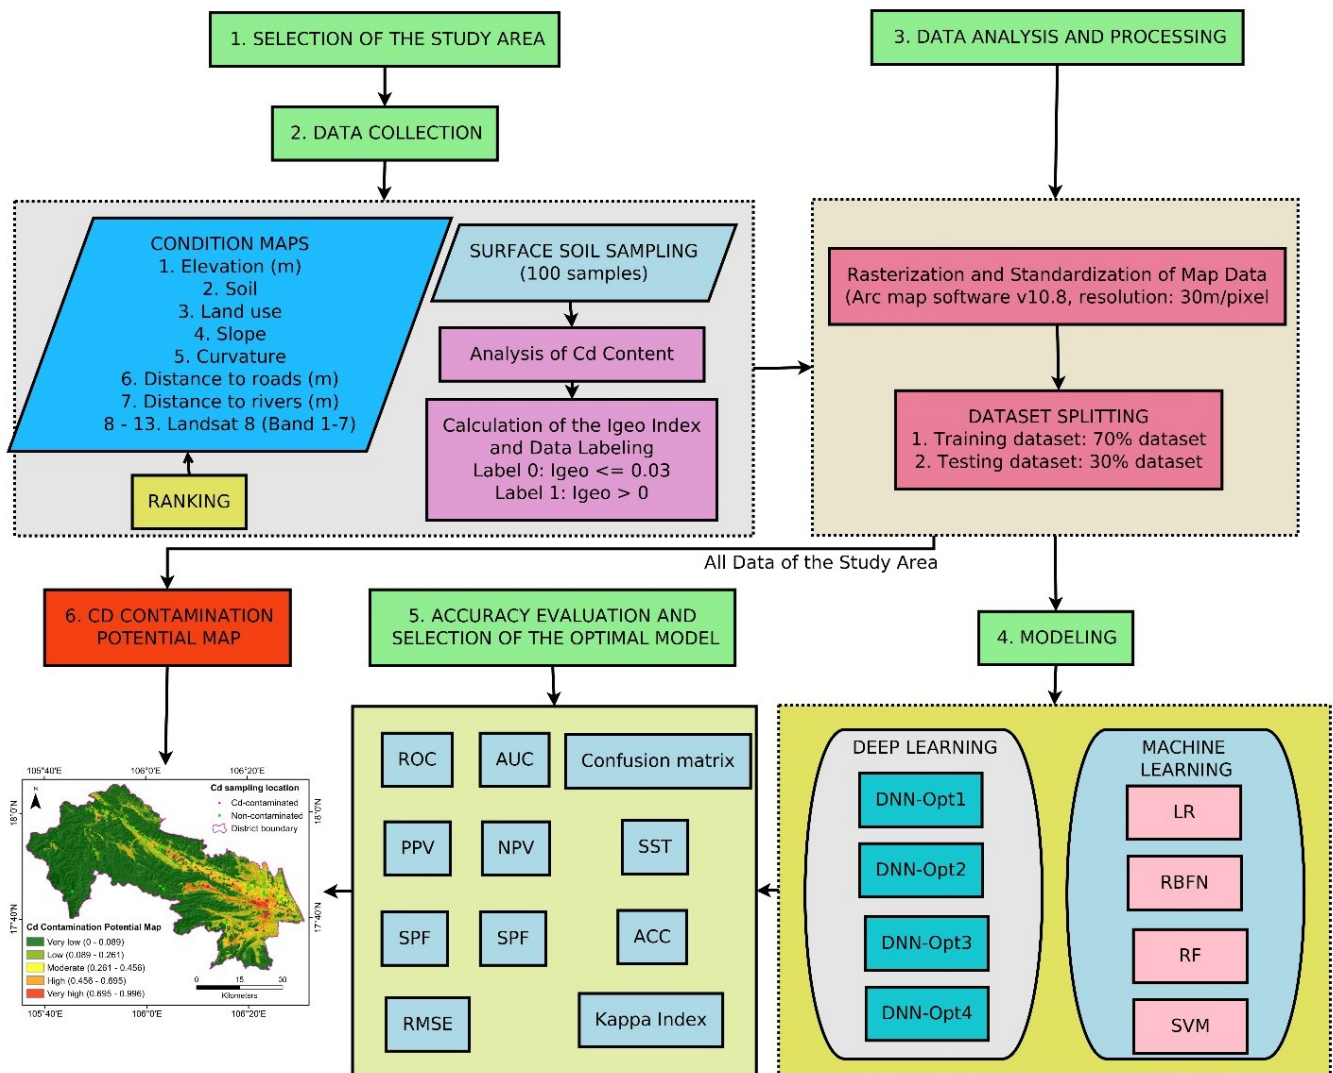 1. SELECTION OF THE STUDY AREA
2. DATA COLLECTION
CONDITION MAPS
1. Elevation (m)
2. Soil
3. Land use
4. Slope
5. Curvature
6. Distance to roads (m)
7. Distance to rivers (m)
8 - 13. Landsat 8 (Band 1-7)
RANKING
SURFACE SOIL SAMPLING
(100 samples)
Analysis of Cd Content
Calculation of the Igeo Index
and Data Labeling
Label 0: Igeo <= 0.03
Label 1: Igeo > 0
3. DATA ANALYSIS AND PROCESSING
Rasterization and Standardization of Map Data
(Arc map software v10.8, resolution: 30m/pixel
DATASET SPLITTING
1. Training dataset: 70% dataset
2. Testing dataset: 30% dataset
All Data of the Study Area
4. MODELING
DEEP LEARNING
DNN-Opt1
DNN-Opt2
DNN-Opt3
DNN-Opt4
MACHINE
LEARNING
LR
RBFN
RF
SVM
5. ACCURACY EVALUATION AND
SELECTION OF THE OPTIMAL MODEL
ROC
AUC
Confusion matrix
PPV
NPV
SST
SPF
SPF
ACC
RMSE
Kappa Index
6. CD CONTAMINATION
POTENTIAL MAP
105°40'E
106°0'E
106°20'E
N
Cd sampling location
Cd-contaminated
Non-contaminated
District boundary
18°0'N
18°0'N
17°40'N
17°40'N
Cd Contamination Potential Map
Very low (0 - 0.089)
Low (0.089 - 0.261)
Moderate (0.261 - 0.456)
High (0.456 - 0.695)
Very high (0.695 - 0.996)
0 15 30
Kilometers
105°40'E
106°0'E
106°20'E